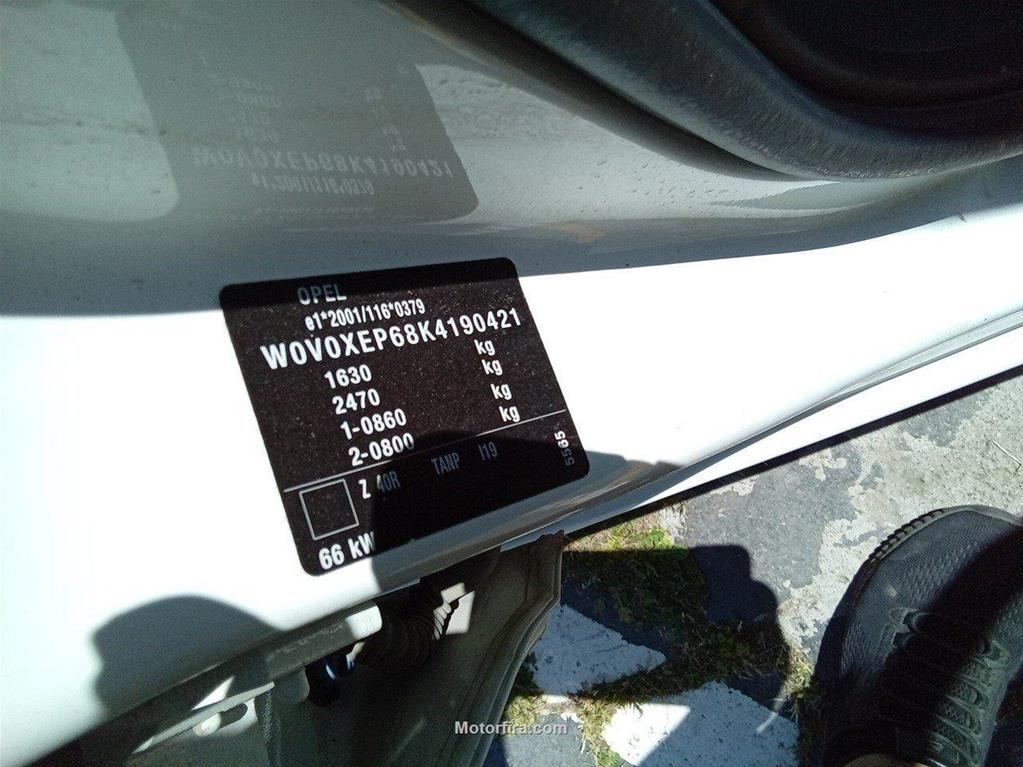 OPEL
e1*2001/116*0379
W0V0XEP68K4190421
1630 kg
2470 kg
1-0860 kg
2-0800 kg
Z 40R TANP I19
5565
66 kW
Motorfira.com